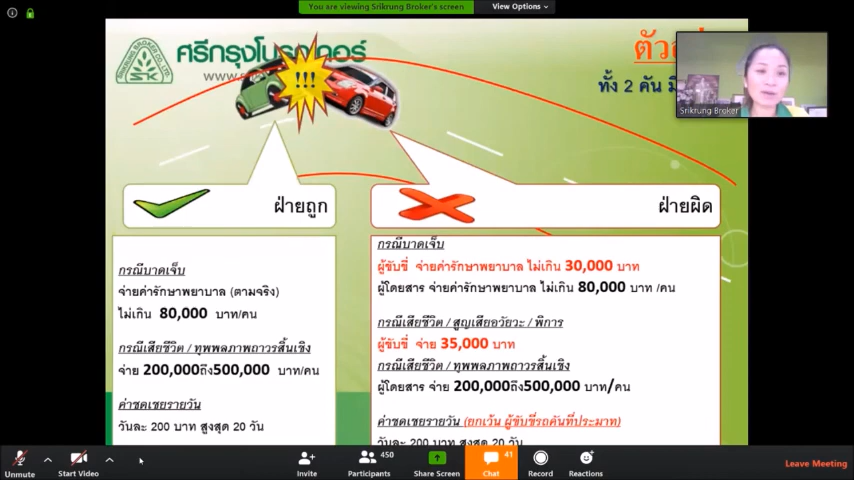 You are viewing Srikrung Broker's screen
View Options
ศรีกรุงโบรคเกอร์
www.s
ทั้ง 2 คัน มี
Srikrung Broker
!!!
ฝ่ายถูก
ฝ่ายผิด
กรณีบาดเจ็บ
จ่ายค่ารักษาพยาบาล (ตามจริง)
ไม่เกิน 80,000 บาท/คน
กรณีเสียชีวิต / ทุพพลภาพถาวรสิ้นเชิง
จ่าย 200,000ถึง500,000 บาท/คน
ค่าชดเชยรายวัน
วันละ 200 บาท สูงสุด 20 วัน
กรณีบาดเจ็บ
ผู้ขับขี่ จ่ายค่ารักษาพยาบาล ไม่เกิน 30,000 บาท
ผู้โดยสาร จ่ายค่ารักษาพยาบาล ไม่เกิน 80,000 บาท /คน
กรณีเสียชีวิต / สูญเสียอวัยวะ / พิการ
ผู้ขับขี่ จ่าย 35,000 บาท
กรณีเสียชีวิต / ทุพพลภาพถาวรสิ้นเชิง
ผู้โดยสาร จ่าย 200,000ถึง500,000 บาท/คน
ค่าชดเชยรายวัน (ยกเว้น ผู้ขับขี่รถคันที่ประมาท)
วันละ 200 บาท สูงสุด 20 วัน
Unmute
Start Video
Invite
Participants
450
Share Screen
Chat
41
Record
Reactions
Leave Meeting